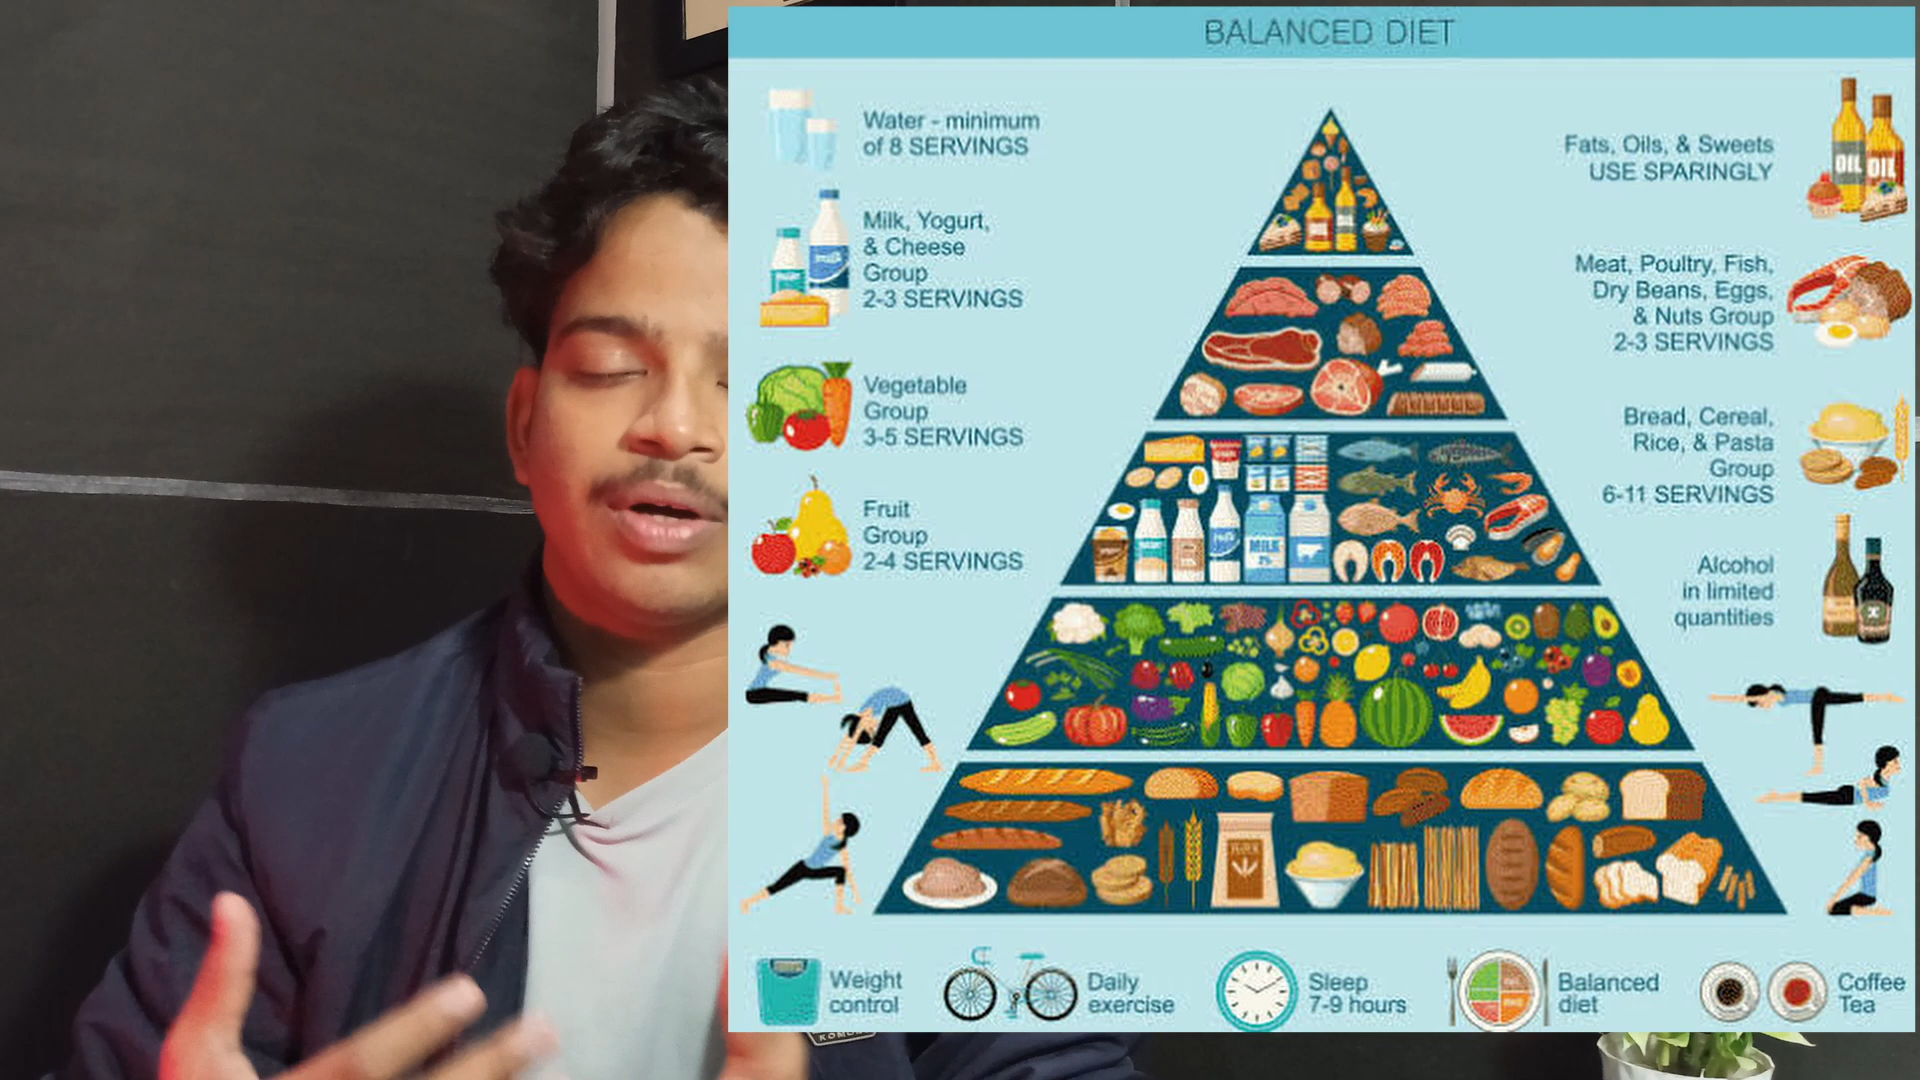 BALANCED DIET
Water - minimum
of 8 SERVINGS
Milk, Yogurt,
& Cheese
Group
2-3 SERVINGS
Vegetable
Group
3-5 SERVINGS
Fruit
Group
2-4 SERVINGS
Fats, Oils, & Sweets
USE SPARINGLY
OIL
OIL
Meat, Poultry, Fish,
Dry Beans, Eggs,
& Nuts Group
2-3 SERVINGS
Bread, Cereal,
Rice, & Pasta
Group
6-11 SERVINGS
Alcohol
in limited
quantities
milk
MILK
Weight
control
Daily
exercise
Sleep
7-9 hours
Balanced
diet
Coffee
Tea